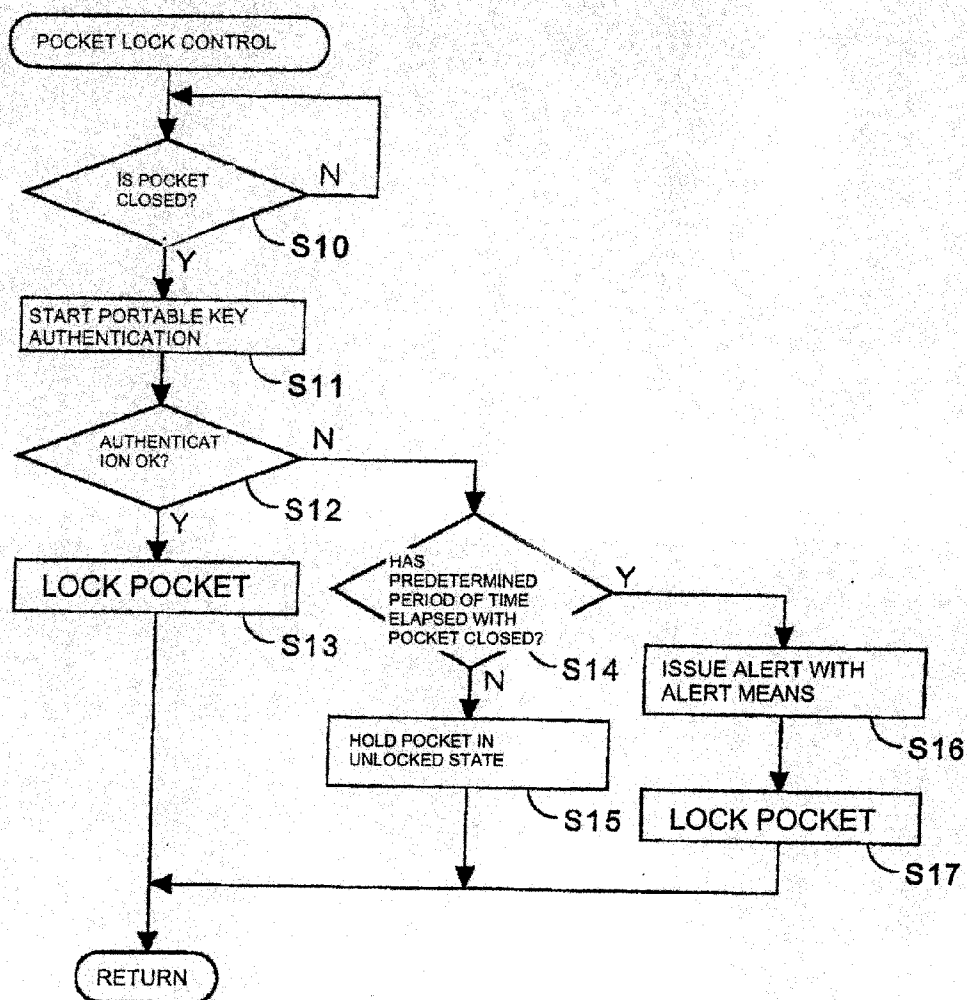 POCKET LOCK CONTROL
IS POCKET
CLOSED?
N
S10
Y
START PORTABLE KEY
AUTHENTICATION
S11
AUTHENTICAT
ION OK?
N
S12
Y
LOCK POCKET
S13
HAS
PREDETERMINED
PERIOD OF TIME
ELAPSED WITH
POCKET CLOSED?
Y
S14
N
ISSUE ALERT WITH
ALERT MEANS
S16
HOLD POCKET IN
UNLOCKED STATE
S15
LOCK POCKET
S17
RETURN